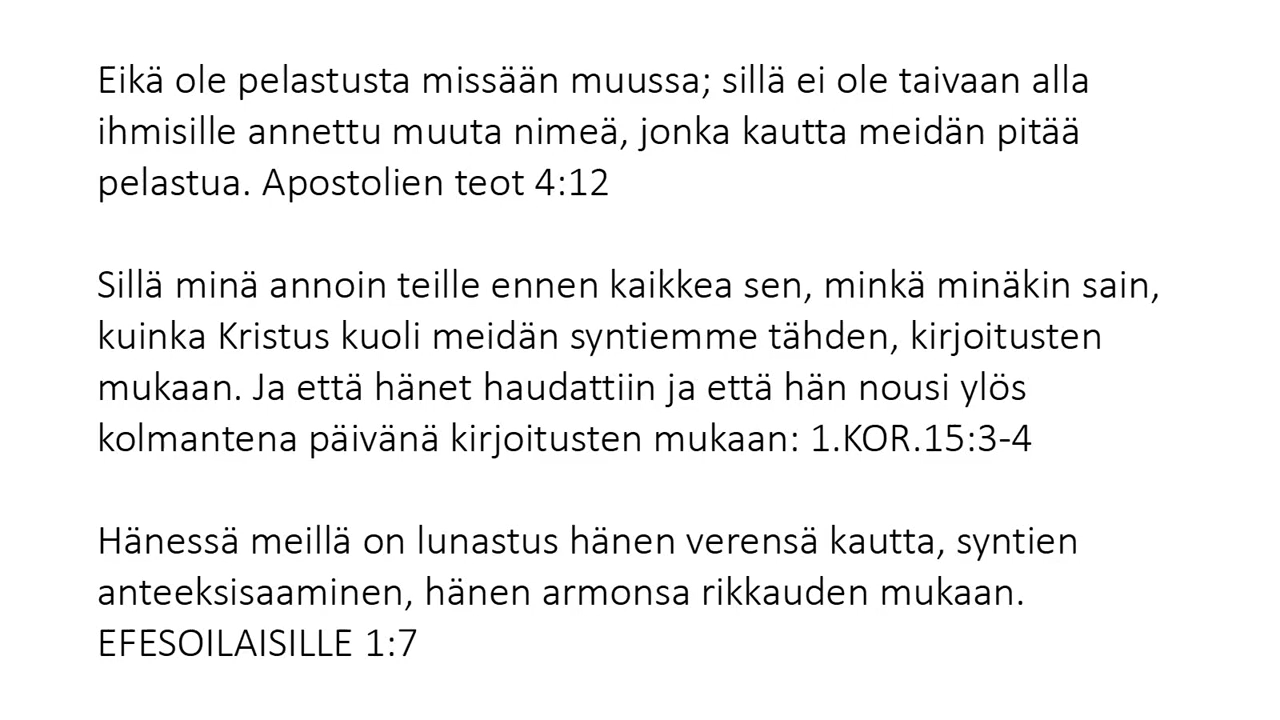 Eikä ole pelastusta missään muussa; sillä ei ole taivaan alla
ihmisille annettu muuta nimeä, jonka kautta meidän pitää
pelastua. Apostolien teot 4:12
Sillä minä annoin teille ennen kaikkea sen, minkä minäkin sain,
kuinka Kristus kuoli meidän syntiemme tähden, kirjoitusten
mukaan. Ja että hänet haudattiin ja että hän nousi ylös
kolmantena päivänä kirjoitusten mukaan: 1.KOR.15:3-4
Hänessä meillä on lunastus hänen verensä kautta, syntien
anteeksisaaminen, hänen armonsa rikkauden mukaan.
EFESOILAISILLE 1:7